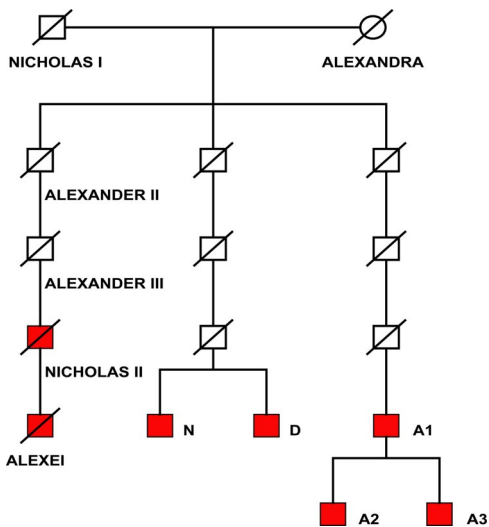 NICHOLAS I
ALEXANDRA
ALEXANDER II
ALEXANDER III
NICHOLAS II
N
D
A1
ALEXEI
A2
A3